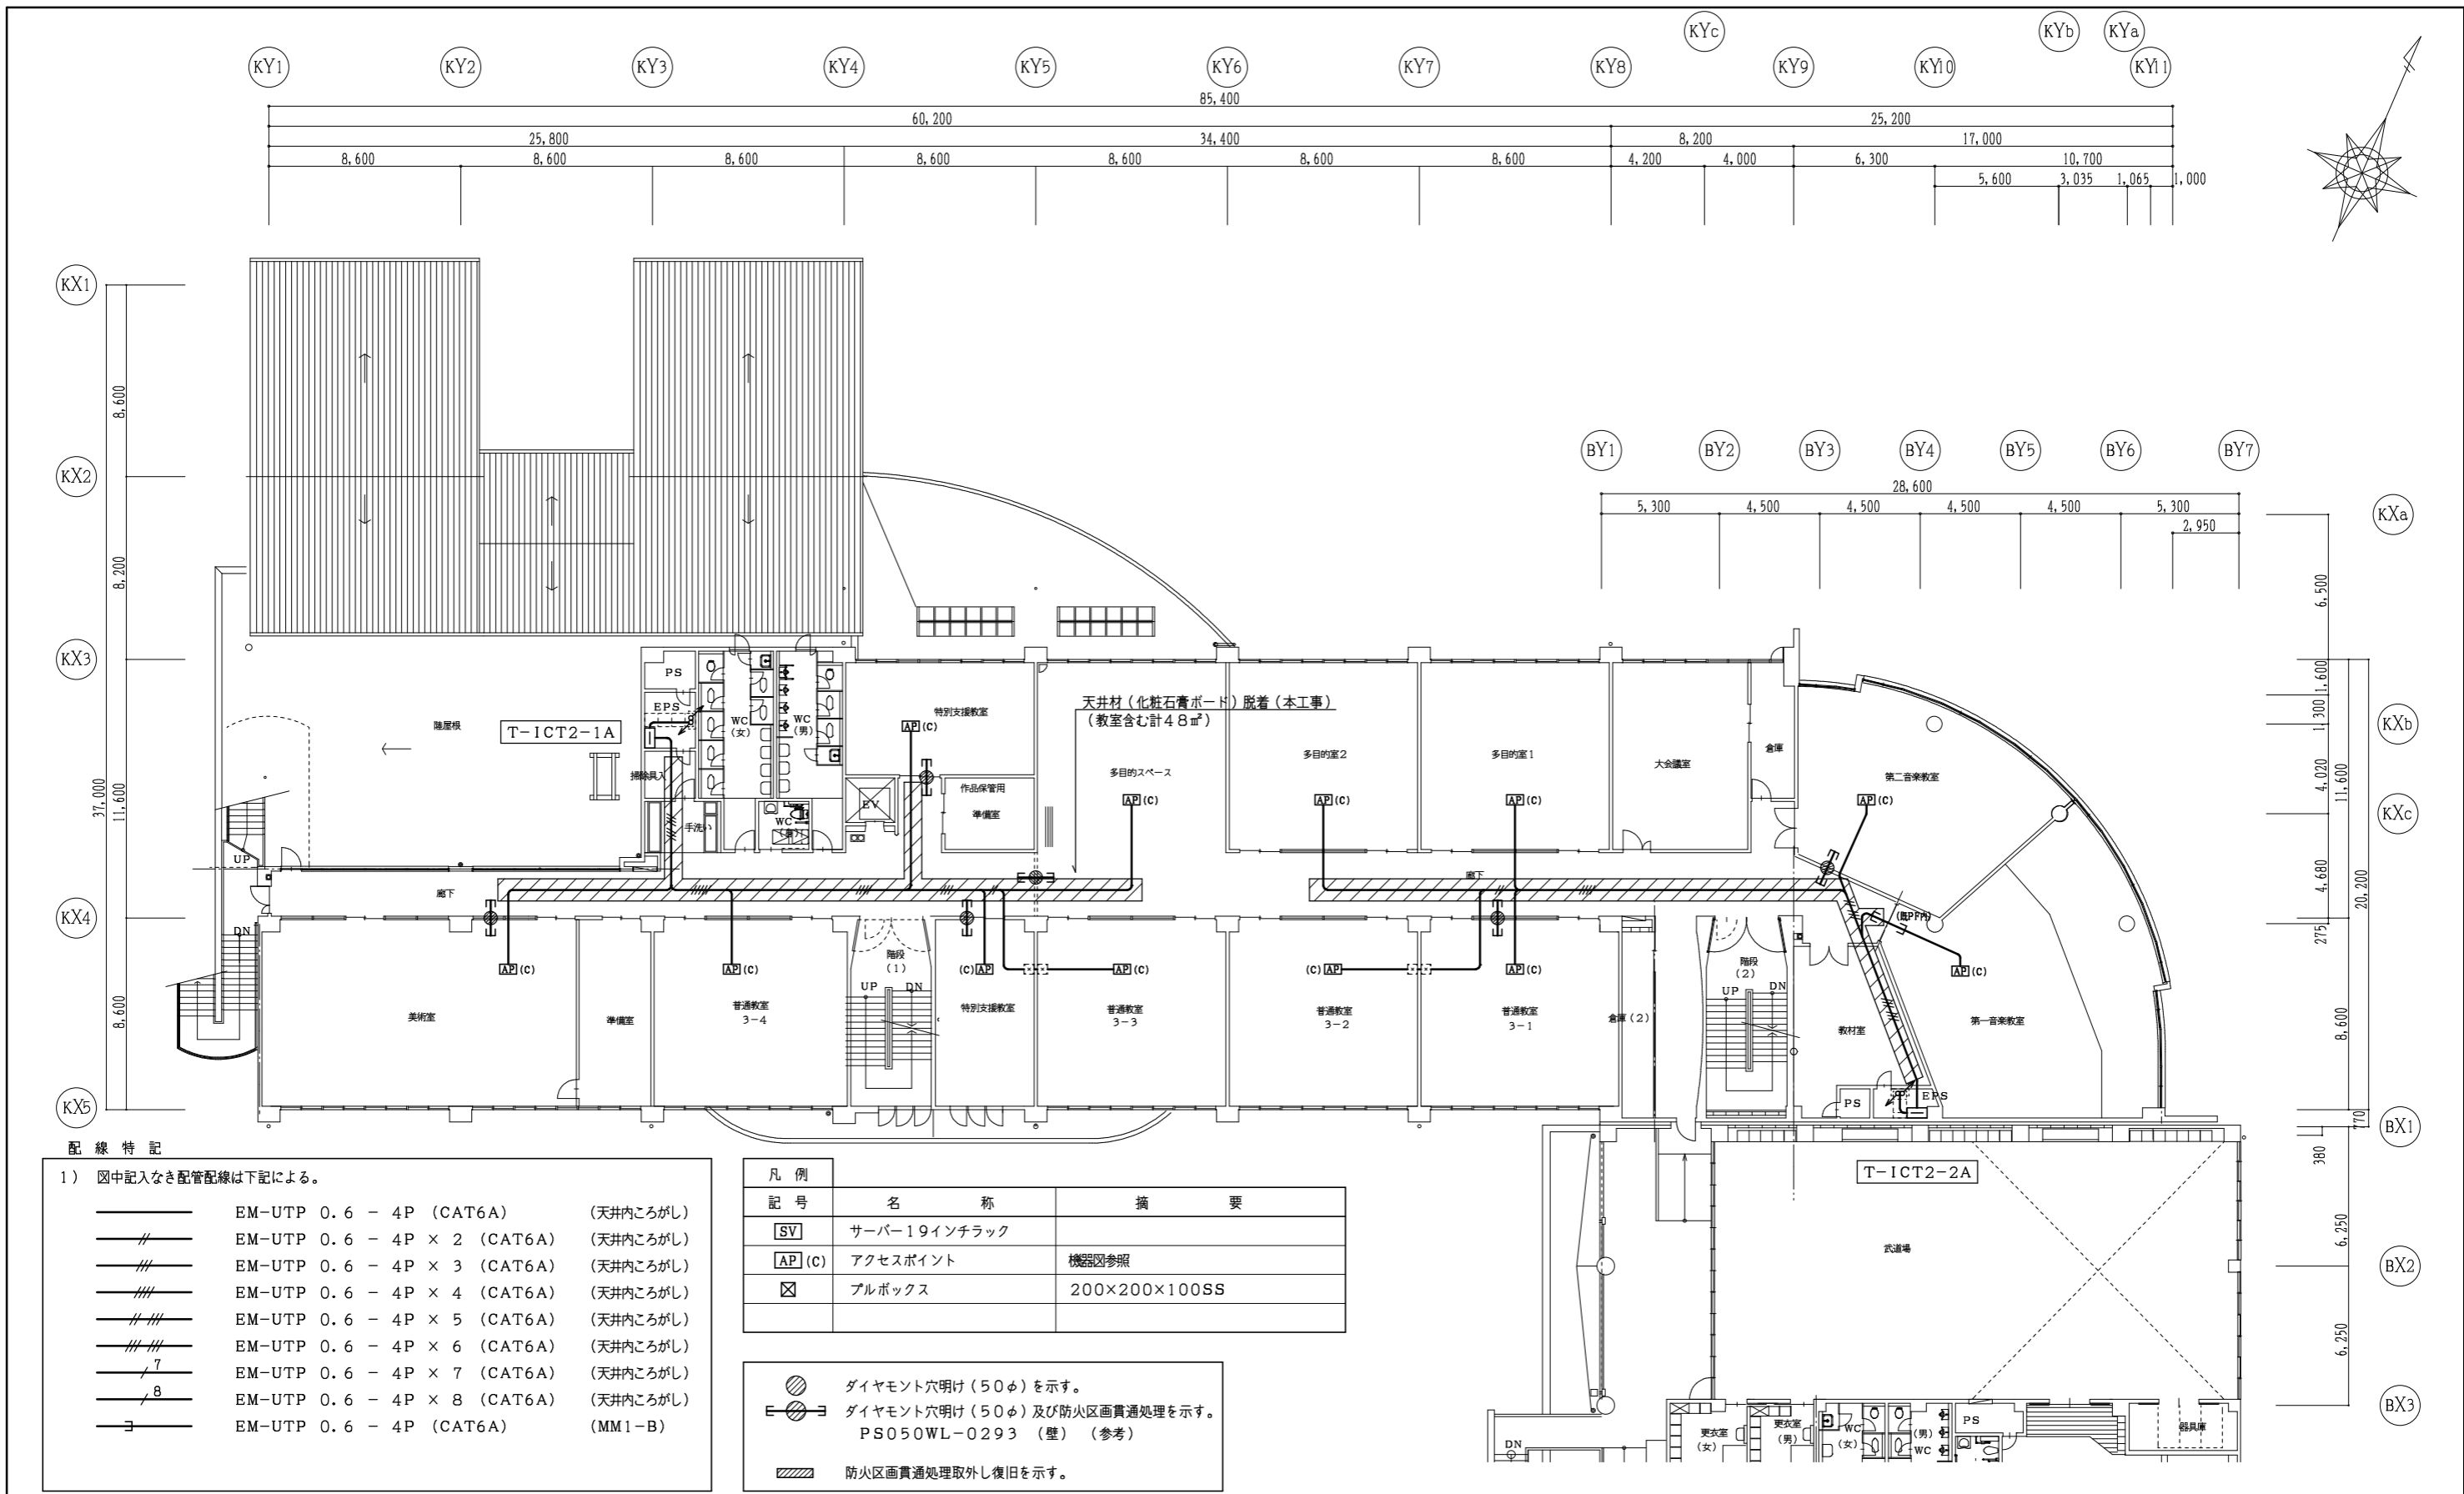 KYc KYb KYa
KY1 KY2 KY3 KY4 KY5 KY6 KY7 KY8 KY9 KY10 KY11
85,400
60,200 25,200
25,800 34,400 8,200 17,000
8,600 8,600 8,600 8,600 8,600 8,600 8,600 4,200 4,000 6,300 10,700
5,600 3,035 1,065 1,000
KX1
KX2
KX3
KX4
KX5
8,600
8,200
11,600
8,600
37,000
BY1 BY2 BY3 BY4 BY5 BY6 BY7
28,600
5,300 4,500 4,500 4,500 4,500 5,300
2,950
KXa
KXb
KXc
BX1
BX2
BX3
6,500
1,600
1,300
4,020
4,680
275
11,600
20,200
8,600
770
380
6,250
6,250
陸屋根
T-ICT2-1A
PS
EPS
掃除具入
手洗い
WC
(女)
WC
(男)
WC
EV
特別支援教室
AP (C)
作品保管用
準備室
天井材(化粧石膏ボード)脱着(本工事)
(教室含む計48㎡)
多目的スペース
AP (C)
多目的室2
AP (C)
多目的室1
AP (C)
大会議室
倉庫
第二音楽教室
AP (C)
UP
DN
廊下
廊下
AP (C)
美術室
準備室
AP (C)
普通教室
3-4
階段
(1)
UP DN
(C) AP
特別支援教室
AP (C)
普通教室
3-3
(C) AP
普通教室
3-2
AP (C)
普通教室
3-1
倉庫(2)
階段
(2)
UP DN
教材室
AP (C)
第一音楽教室
PS
EPS
T-ICT2-2A
武道場
更衣室
(女)
更衣室
(男)
WC
(女)
(男)
WC
PS
器具庫
DN
配線特記
1) 図中記入なき配管配線は下記による。
EM-UTP 0.6 - 4P (CAT6A) (天井内ころがし)
EM-UTP 0.6 - 4P × 2 (CAT6A) (天井内ころがし)
EM-UTP 0.6 - 4P × 3 (CAT6A) (天井内ころがし)
EM-UTP 0.6 - 4P × 4 (CAT6A) (天井内ころがし)
EM-UTP 0.6 - 4P × 5 (CAT6A) (天井内ころがし)
EM-UTP 0.6 - 4P × 6 (CAT6A) (天井内ころがし)
7 EM-UTP 0.6 - 4P × 7 (CAT6A) (天井内ころがし)
8 EM-UTP 0.6 - 4P × 8 (CAT6A) (天井内ころがし)
EM-UTP 0.6 - 4P (CAT6A) (MM1-B)
凡例
記号 名称 摘要
SV サーバー19インチラック
AP (C) アクセスポイント 機器図参照
プルボックス 200×200×100SS
ダイヤモンド穴明け(50φ)を示す。
ダイヤモンド穴明け(50φ)及び防火区画貫通処理を示す。
PS050WL-0293 (壁) (参考)
防火区画貫通処理取外し復旧を示す。